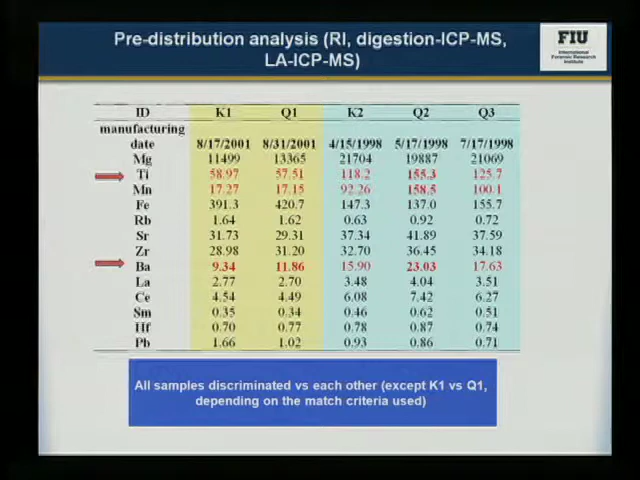 Pre-distribution analysis (RI, digestion-ICP-MS,
LA-ICP-MS)
FIU
International
Forensic Research
Institute
ID K1 Q1 K2 Q2 Q3
manufacturing
date 8/17/2001 8/31/2001 4/15/1998 5/17/1998 7/17/1998
Mg 11499 13365 21704 19887 21069
Ti 58.97 57.51 118.2 155.3 125.7
Mn 17.27 17.15 92.26 158.5 100.1
Fe 391.3 420.7 147.3 137.0 155.7
Rb 1.64 1.62 0.63 0.92 0.72
Sr 31.73 29.31 37.34 41.89 37.59
Zr 28.98 31.20 32.70 36.45 34.18
Ba 9.34 11.86 15.90 23.03 17.63
La 2.77 2.70 3.48 4.04 3.51
Ce 4.54 4.49 6.08 7.42 6.27
Sm 0.35 0.34 0.46 0.62 0.51
Hf 0.70 0.77 0.78 0.87 0.74
Pb 1.66 1.02 0.93 0.86 0.71
All samples discriminated vs each other (except K1 vs Q1,
depending on the match criteria used)